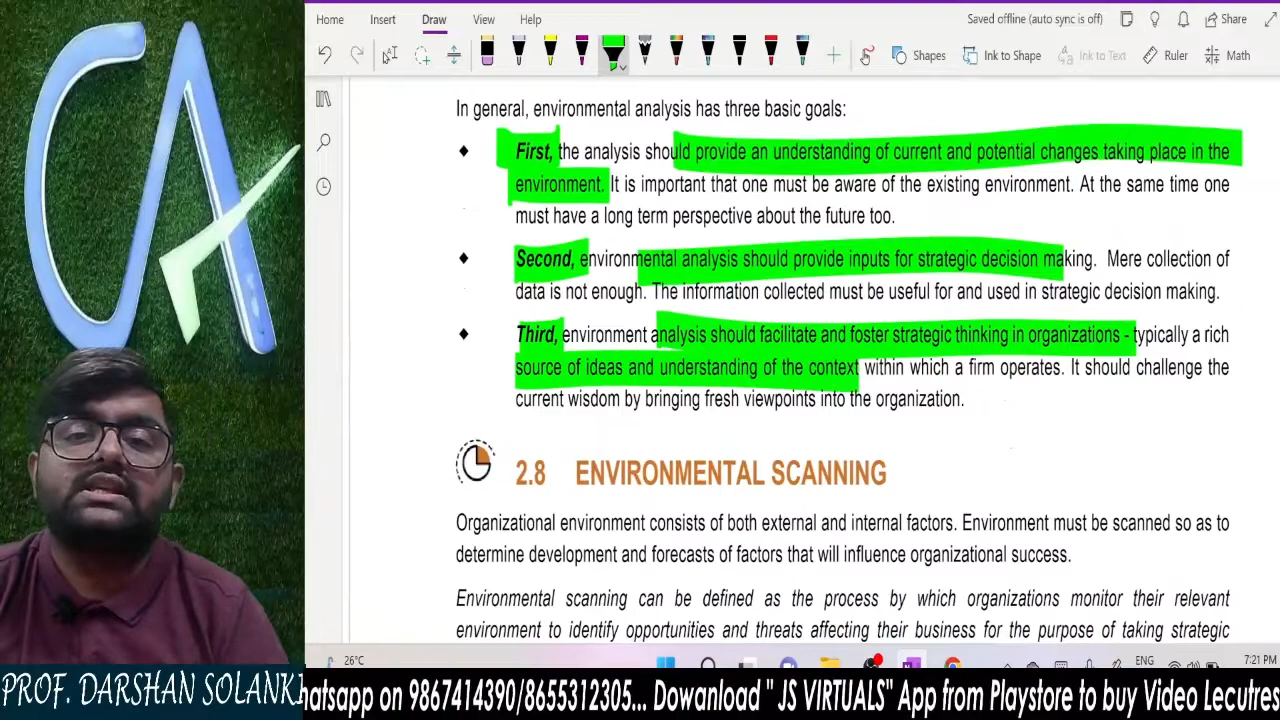 CA
Home Insert Draw View Help Saved offline (auto sync is off) Share
Shapes Ink to Shape Ink to Text Ruler Math
In general, environmental analysis has three basic goals:
♦ First, the analysis should provide an understanding of current and potential changes taking place in the
environment. It is important that one must be aware of the existing environment. At the same time one
must have a long term perspective about the future too.
♦ Second, environmental analysis should provide inputs for strategic decision making. Mere collection of
data is not enough. The information collected must be useful for and used in strategic decision making.
♦ Third, environment analysis should facilitate and foster strategic thinking in organizations - typically a rich
source of ideas and understanding of the context within which a firm operates. It should challenge the
current wisdom by bringing fresh viewpoints into the organization.
2.8 ENVIRONMENTAL SCANNING
Organizational environment consists of both external and internal factors. Environment must be scanned so as to
determine development and forecasts of factors that will influence organizational success.
Environmental scanning can be defined as the process by which organizations monitor their relevant
environment to identify opportunities and threats affecting their business for the purpose of taking strategic
26°C ENG 7:21 PM
PROF. DARSHAN SOLANKI
hatsapp on 9867414390/8655312305... Dowanload " JS VIRTUALS" App from Playstore to buy Video Lecutres